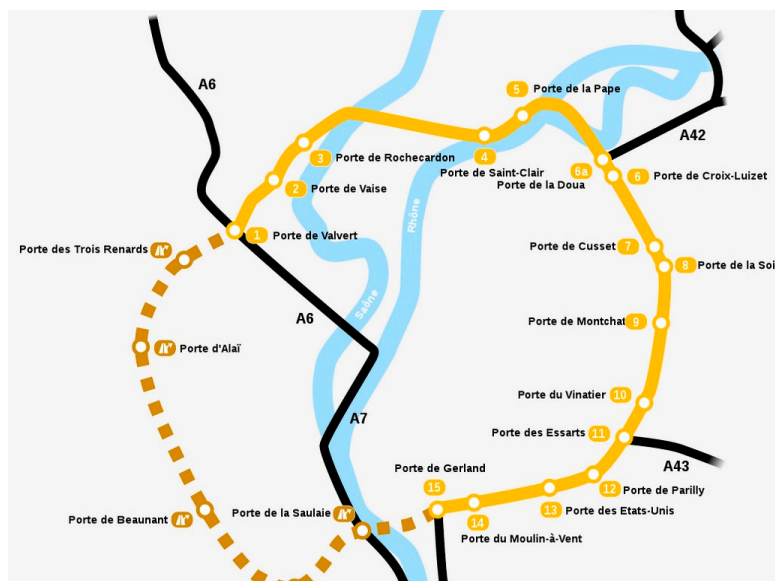 A6
5 Porte de la Pape
A42
3 Porte de Rochecardon
4
Porte de Saint-Clair
6a
6 Porte de Croix-Luizet
Porte de la Doua
2 Porte de Vaise
Rhône
1 Porte de Valvert
Porte des Trois Renards
Porte de Cusset 7
8 Porte de la Soi
Saône
A6
Porte de Montchat 9
Porte d'Alaï
Porte du Vinatier 10
A7
Porte des Essarts 11
A43
Porte de Gerland
15
12
Porte de Parilly
13
Porte des Etats-Unis
Porte de la Saulaie
Porte de Beaunant
14
Porte du Moulin-à-Vent